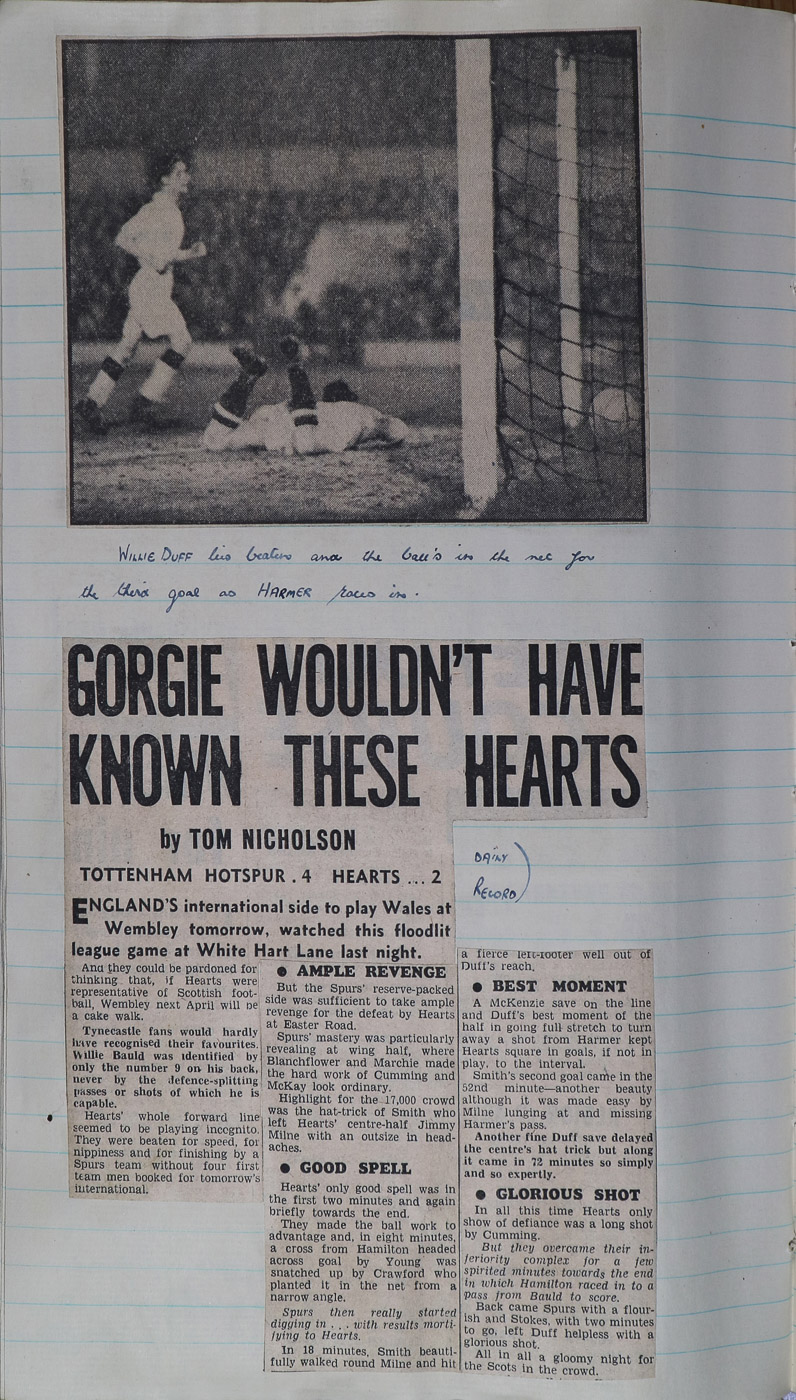 WILLIE DUFF lies beaten and the ball's in the net for
the third goal as HARMER races in.
GORGIE WOULDN'T HAVE
KNOWN THESE HEARTS
by TOM NICHOLSON
TOTTENHAM HOTSPUR . 4 HEARTS ... 2
DAILY
RECORD)
ENGLAND'S international side to play Wales at
Wembley tomorrow, watched this floodlit
league game at White Hart Lane last night.
And they could be pardoned for
thinking that, if Hearts were
representative of Scottish foot-
ball, Wembley next April will be
a cake walk.
Tynecastle fans would hardly
have recognised their favourites.
Willie Bauld was identified by
only the number 9 on his back,
never by the defence-splitting
passes or shots of which he is
capable.
Hearts' whole forward line
seemed to be playing incognito.
They were beaten for speed, for
nippiness and for finishing by a
Spurs team without four first
team men booked for tomorrow's
international.
● AMPLE REVENGE
But the Spurs' reserve-packed
side was sufficient to take ample
revenge for the defeat by Hearts
at Easter Road.
Spurs' mastery was particularly
revealing at wing half, where
Blanchflower and Marchie made
the hard work of Cumming and
McKay look ordinary.
Highlight for the 17,000 crowd
was the hat-trick of Smith who
left Hearts' centre-half Jimmy
Milne with an outsize in head-
aches.
● GOOD SPELL
Hearts' only good spell was in
the first two minutes and again
briefly towards the end.
They made the ball work to
advantage and, in eight minutes,
a cross from Hamilton headed
across goal by Young was
snatched up by Crawford who
planted it in the net from a
narrow angle.
Spurs then really started
digging in . . . with results morti-
fying to Hearts.
In 18 minutes, Smith beauti-
fully walked round Milne and hit
a fierce left-footer well out of
Duff's reach.
● BEST MOMENT
A McKenzie save on the line
and Duff's best moment of the
half in going full stretch to turn
away a shot from Harmer kept
Hearts square in goals, if not in
play, to the interval.
Smith's second goal came in the
52nd minute—another beauty
although it was made easy by
Milne lunging at and missing
Harmer's pass.
Another fine Duff save delayed
the centre's hat trick but along
it came in 72 minutes so simply
and so expertly.
● GLORIOUS SHOT
In all this time Hearts only
show of defiance was a long shot
by Cumming.
But they overcame their in-
feriority complex for a few
spirited minutes towards the end
in which Hamilton raced in to a
pass from Bauld to score.
Back came Spurs with a flour-
ish and Stokes, with two minutes
to go, left Duff helpless with a
glorious shot.
All in all a gloomy night for
the Scots in the crowd.